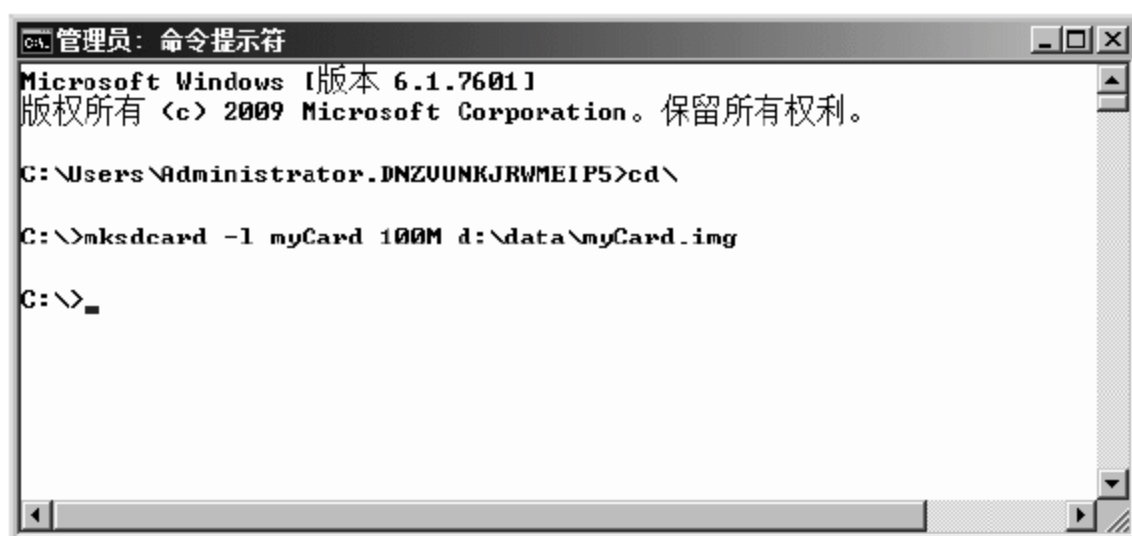 管理员: 命令提示符
Microsoft Windows [版本 6.1.7601]
版权所有 (c) 2009 Microsoft Corporation。保留所有权利。
C:\Users\Administrator.DNZVUNKJRWMEIP5>cd\
C:\>mksdcard -l myCard 100M d:\data\myCard.img
C:\>